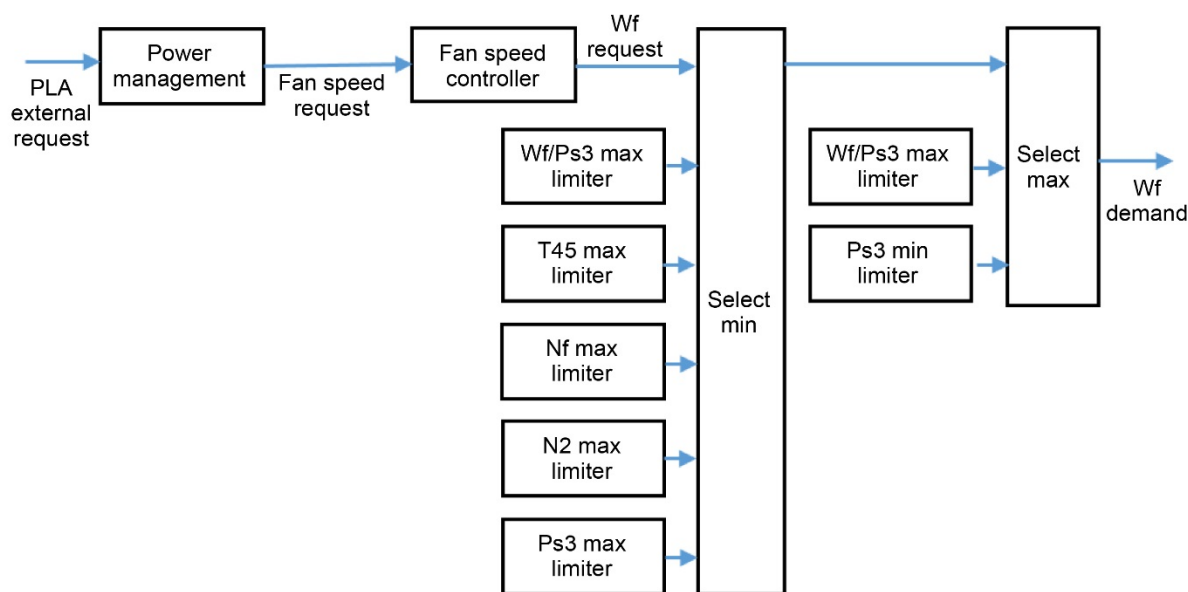 Power
management
PLA
external
request
Fan speed
request
Fan speed
controller
Wf
request
Wf/Ps3 max
limiter
T45 max
limiter
Nf max
limiter
N2 max
limiter
Ps3 max
limiter
Select
min
Wf/Ps3 max
limiter
Ps3 min
limiter
Select
max
Wf
demand